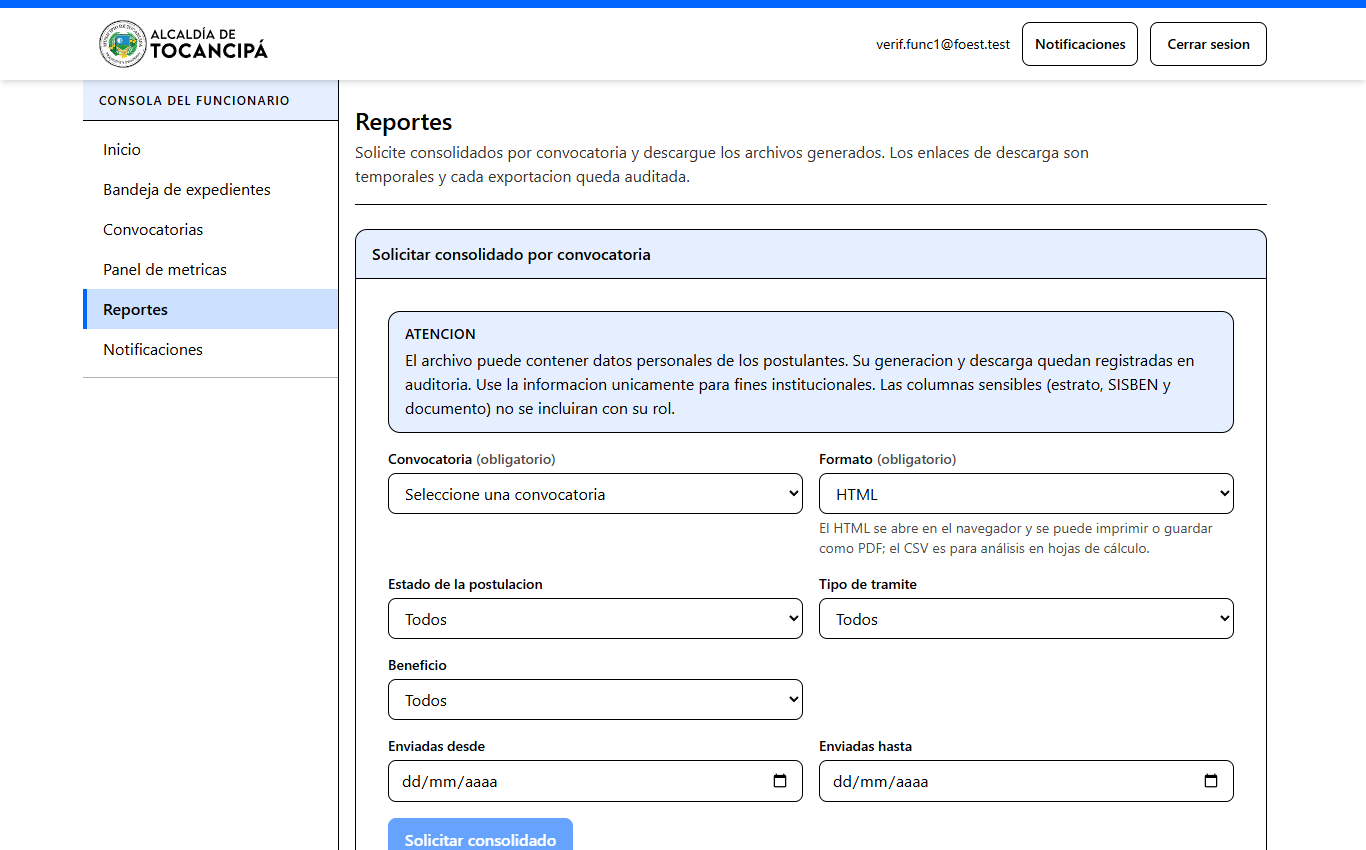 ALCALDÍA DE
TOCANCIPÁ
verif.func1@foest.test
Notificaciones
Cerrar sesion
CONSOLA DEL FUNCIONARIO
Inicio
Bandeja de expedientes
Convocatorias
Panel de metricas
Reportes
Notificaciones
Reportes
Solicite consolidados por convocatoria y descargue los archivos generados. Los enlaces de descarga son
temporales y cada exportacion queda auditada.
Solicitar consolidado por convocatoria
ATENCION
El archivo puede contener datos personales de los postulantes. Su generacion y descarga quedan registradas en
auditoria. Use la informacion unicamente para fines institucionales. Las columnas sensibles (estrato, SISBEN y
documento) no se incluiran con su rol.
Convocatoria (obligatorio)
Seleccione una convocatoria
Formato (obligatorio)
HTML
El HTML se abre en el navegador y se puede imprimir o guardar
como PDF; el CSV es para análisis en hojas de cálculo.
Estado de la postulacion
Todos
Tipo de tramite
Todos
Beneficio
Todos
Enviadas desde
dd/mm/aaaa
Enviadas hasta
dd/mm/aaaa
Solicitar consolidado